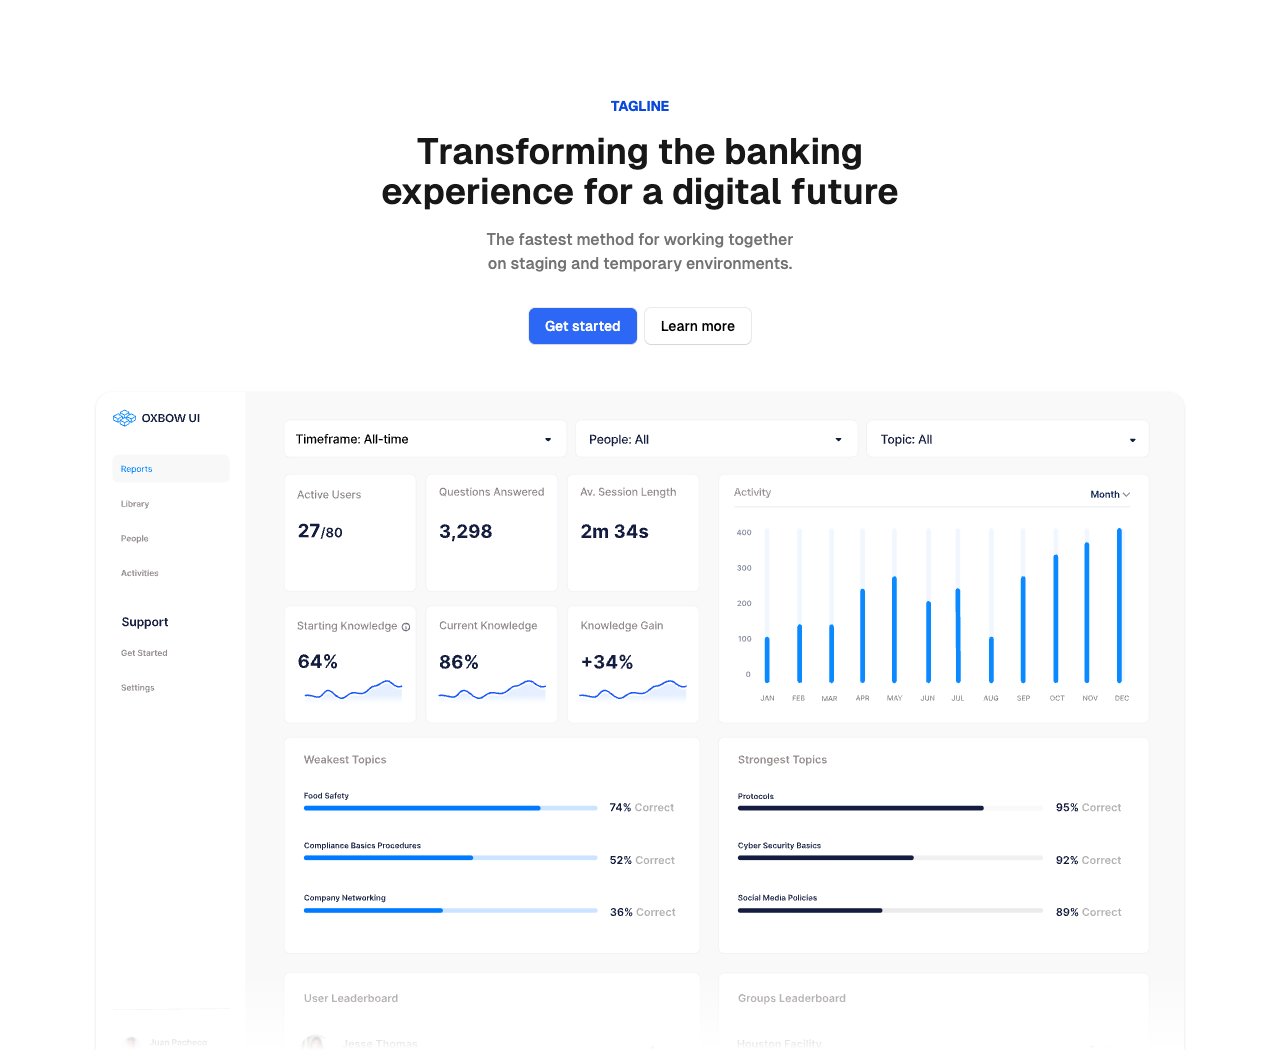 TAGLINE
Transforming the banking
experience for a digital future
The fastest method for working together
on staging and temporary environments.
Get started
Learn more
OXBOW UI
Reports
Library
People
Activities
Support
Get Started
Settings
Juan Pacheco
Timeframe: All-time
People: All
Topic: All
Active Users
27/80
Questions Answered
3,298
Av. Session Length
2m 34s
Starting Knowledge
64%
Current Knowledge
86%
Knowledge Gain
+34%
Activity
Month
400
300
200
100
0
JAN FEB MAR APR MAY JUN JUL AUG SEP OCT NOV DEC
Weakest Topics
Food Safety
74% Correct
Compliance Basics Procedures
52% Correct
Company Networking
36% Correct
Strongest Topics
Protocols
95% Correct
Cyber Security Basics
92% Correct
Social Media Policies
89% Correct
User Leaderboard
Jesse Thomas
Groups Leaderboard
Houston Facility